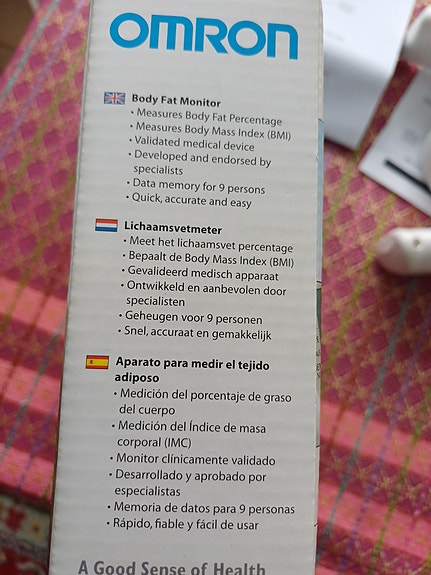 OMRON
Body Fat Monitor
• Measures Body Fat Percentage
• Measures Body Mass Index (BMI)
• Validated medical device
• Developed and endorsed by
specialists
• Data memory for 9 persons
• Quick, accurate and easy
Lichaamsvetmeter
• Meet het lichaamsvet percentage
• Bepaalt de Body Mass Index (BMI)
• Gevalideerd medisch apparaat
• Ontwikkeld en aanbevolen door
specialisten
• Geheugen voor 9 personen
• Snel, accuraat en gemakkelijk
Aparato para medir el tejido
adiposo
• Medición del porcentaje de graso
del cuerpo
• Medición del Índice de masa
corporal (IMC)
• Monitor clínicamente validado
• Desarrollado y aprobado por
especialistas
• Memoria de datos para 9 personas
• Rápido, fiable y fácil de usar
A Good Sense of Health